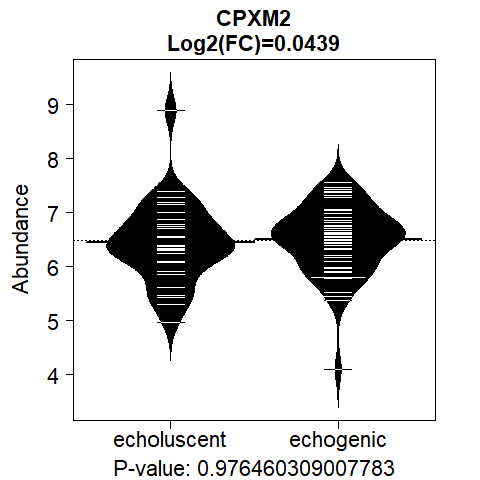 CPXM2
Log2(FC)=0.0439
Abundance
9
8
7
6
5
4
echoluscent echogenic
P-value: 0.976460309007783